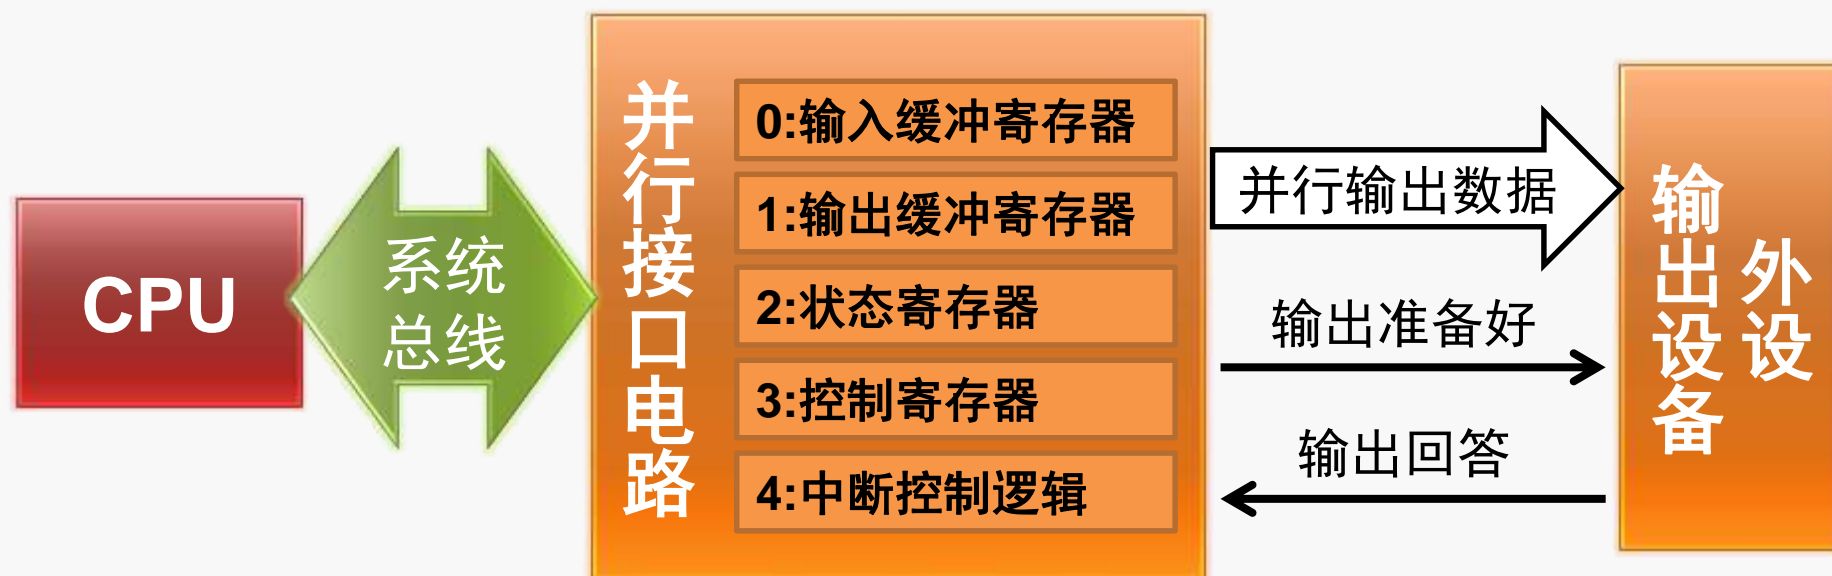 CPU
系统
总线
并行接口电路
0:输入缓冲寄存器
1:输出缓冲寄存器
2:状态寄存器
3:控制寄存器
4:中断控制逻辑
并行输出数据
输出准备好
输出回答
输出设备
外设